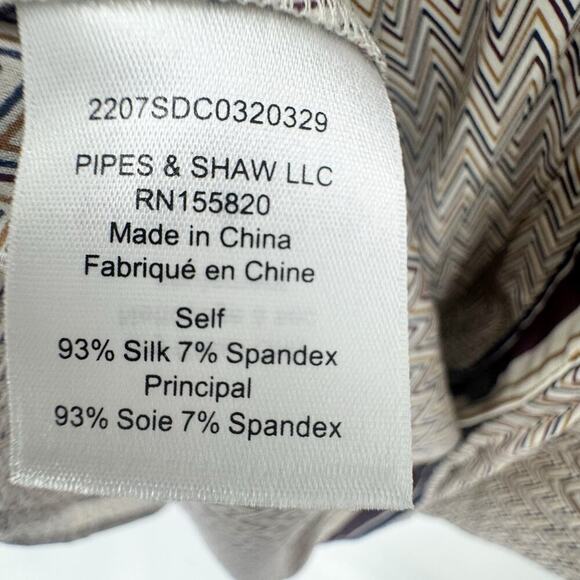 2207SDC0320329
PIPES & SHAW LLC
RN155820
Made in China
Fabriqué en Chine
Self
93% Silk 7% Spandex
Principal
93% Soie 7% Spandex